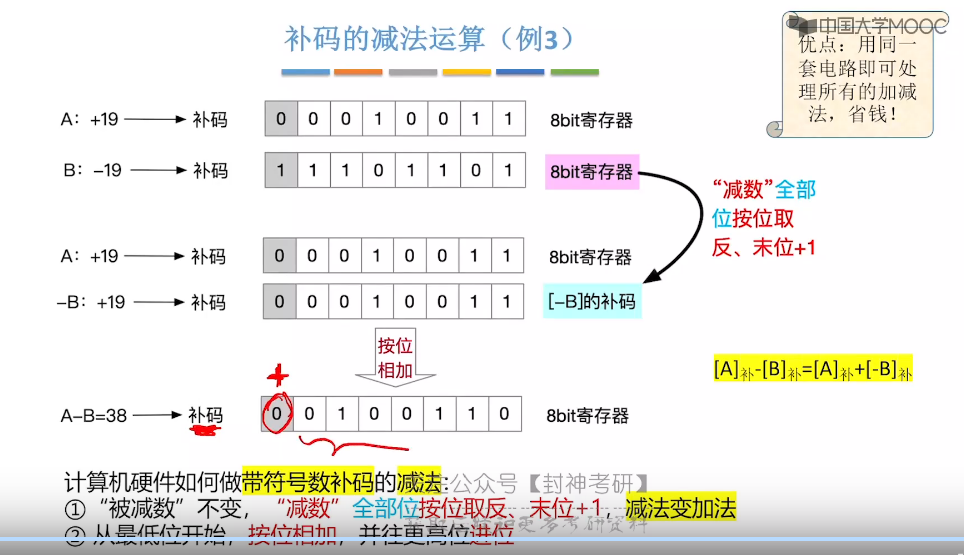 补码的减法运算（例3）
中国大学MOOC
优点：用同一
套电路即可处
理所有的加减
法，省钱！
A：+19 补码 0 0 0 1 0 0 1 1 8bit寄存器
B：-19 补码 1 1 1 0 1 1 0 1 8bit寄存器
“减数”全部
位按位取
反、末位+1
A：+19 补码 0 0 0 1 0 0 1 1 8bit寄存器
-B：+19 补码 0 0 0 1 0 0 1 1 [-B]的补码
按位
相加
[A]补-[B]补=[A]补+[-B]补
+
A-B=38 补码 0 0 1 0 0 1 1 0 8bit寄存器
计算机硬件如何做带符号数补码的减法：
公众号【封神考研】
①“被减数”不变，“减数”全部位按位取反、末位+1，减法变加法
②从最低位开始，按位相加，并往更高位进位